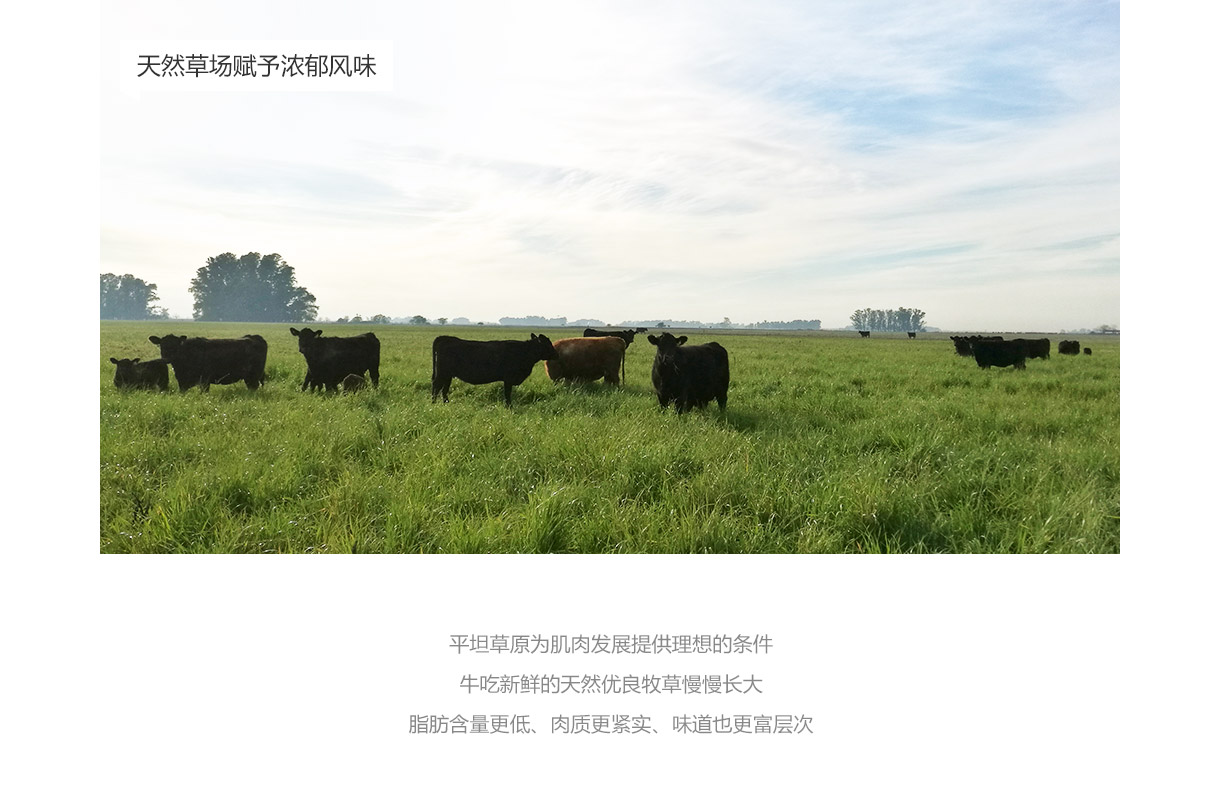 天然草场赋予浓郁风味
平坦草原为肌肉发展提供理想的条件
牛吃新鲜的天然优良牧草慢慢长大
脂肪含量更低、肉质更紧实、味道也更富层次